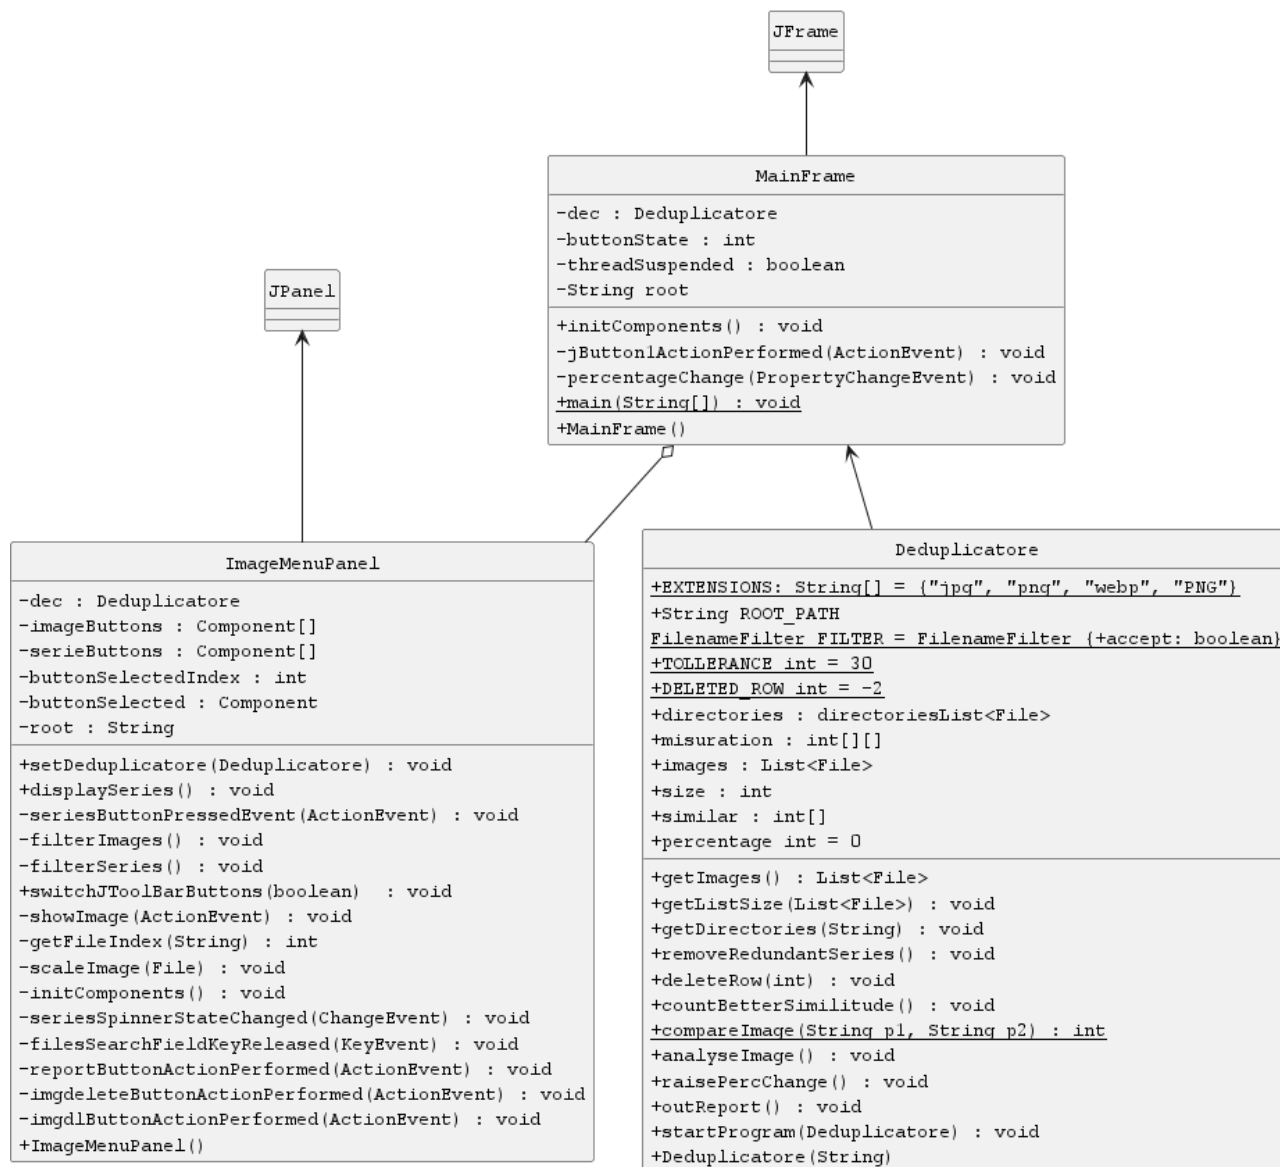 JFrame
MainFrame
-dec : Deduplicatore
-buttonState : int
-threadSuspended : boolean
-String root
+initComponents() : void
-jButton1ActionPerformed(ActionEvent) : void
-percentageChange(PropertyChangeEvent) : void
+main(String[]) : void
+MainFrame()
JPanel
ImageMenuPanel
-dec : Deduplicatore
-imageButtons : Component[]
-serieButtons : Component[]
-buttonSelectedIndex : int
-buttonSelected : Component
-root : String
+setDeduplicatore(Deduplicatore) : void
+displaySeries() : void
-seriesButtonPressedEvent(ActionEvent) : void
-filterImages() : void
-filterSeries() : void
+switchJToolBarButtons(boolean)  : void
-showImage(ActionEvent) : void
-getFileIndex(String) : int
-scaleImage(File) : void
-initComponents() : void
-seriesSpinnerStateChanged(ChangeEvent) : void
-filesSearchFieldKeyReleased(KeyEvent) : void
-reportButtonActionPerformed(ActionEvent) : void
-imgdeleteButtonActionPerformed(ActionEvent) : void
-imgdlButtonActionPerformed(ActionEvent) : void
+ImageMenuPanel()
Deduplicatore
+EXTENSIONS: String[] = {"jpg", "png", "webp", "PNG"}
+String ROOT_PATH
FilenameFilter FILTER = FilenameFilter {+accept: boolean}
+TOLLERANCE int = 30
+DELETED_ROW int = -2
+directories : directoriesList<File>
+misuration : int[][]
+images : List<File>
+size : int
+similar : int[]
+percentage int = 0
+getImages() : List<File>
+getListSize(List<File>) : void
+getDirectories(String) : void
+removeRedundantSeries() : void
+deleteRow(int) : void
+countBetterSimilitude() : void
+compareImage(String p1, String p2) : int
+analyseImage() : void
+raisePercChange() : void
+outReport() : void
+startProgram(Deduplicatore) : void
+Deduplicatore(String)